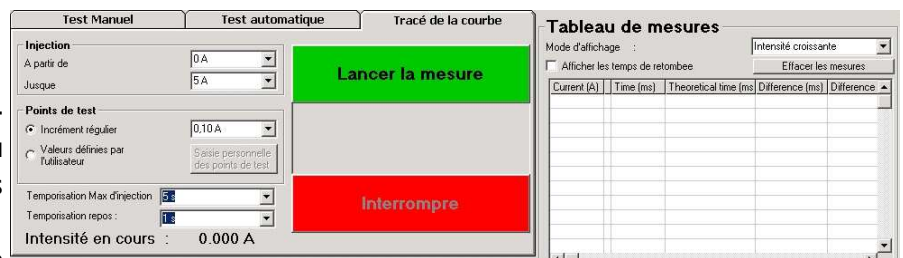 Test Manuel
Test automatique
Tracé de la courbe
Injection
A partir de
0 A
Jusque
5 A
Points de test
Incrément régulier
0,10 A
Valeurs définies par
l'utilisateur
Saisie personnelle
des points de test
Temporisation Max d'injection
5 s
Temporisation repos :
1 s
Intensité en cours : 0.000 A
Lancer la mesure
Interrompre
Tableau de mesures
Mode d'affichage :
Intensité croissante
Afficher les temps de retombee
Effacer les mesures
Current (A)
Time (ms)
Theoretical time (ms
Difference (ms)
Difference